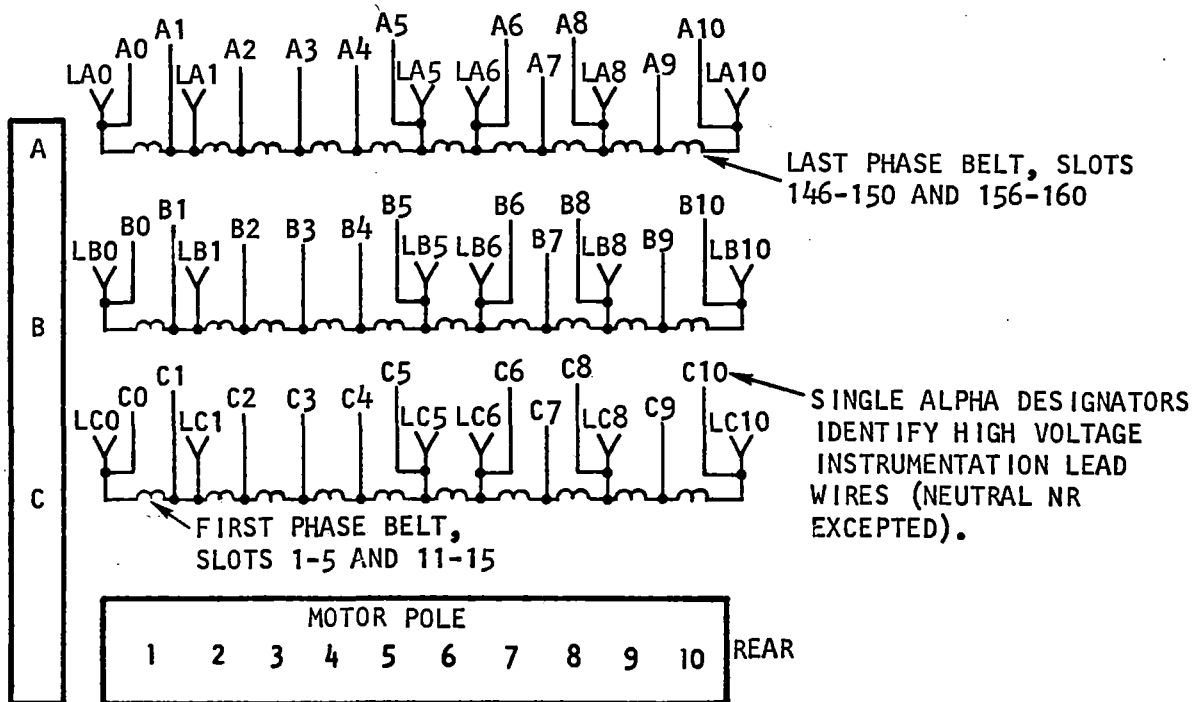 A0 A1 A2 A3 A4 A5 A6 A7 A8 A9 A10
LA0 LA1 LA5 LA6 LA8 LA10
A
LAST PHASE BELT, SLOTS
146-150 AND 156-160
B0 B1 B2 B3 B4 B5 B6 B7 B8 B9 B10
LB0 LB1 LB5 LB6 LB8 LB10
B
C0 C1 C2 C3 C4 C5 C6 C7 C8 C9 C10
LC0 LC1 LC5 LC6 LC8 LC10
C
SINGLE ALPHA DESIGNATORS
IDENTIFY HIGH VOLTAGE
INSTRUMENTATION LEAD
WIRES (NEUTRAL NR
EXCEPTED).
FIRST PHASE BELT,
SLOTS 1-5 AND 11-15
MOTOR POLE
1 2 3 4 5 6 7 8 9 10
REAR